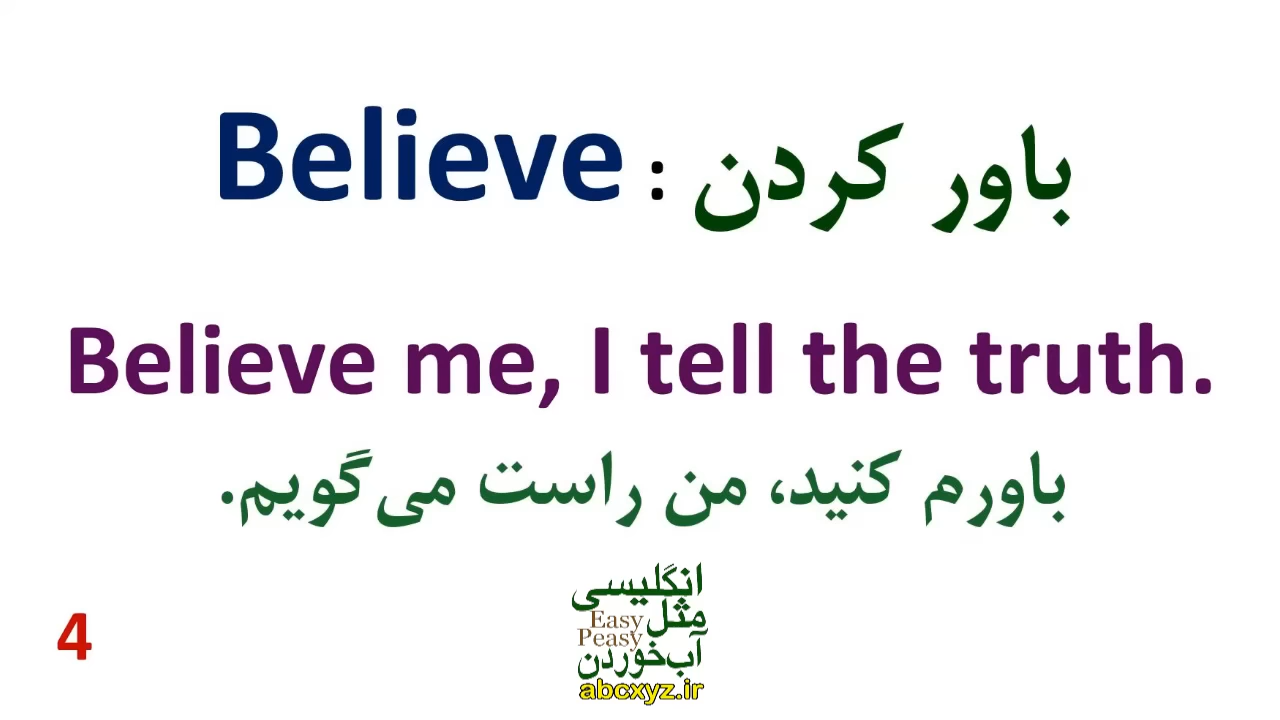 Believe : باور کردن
Believe me, I tell the truth.
باورم کنید، من راست می‌گویم.
4
انگلیسی
مثل
Easy
Peasy
آب‌خوردن
abcxyz.ir